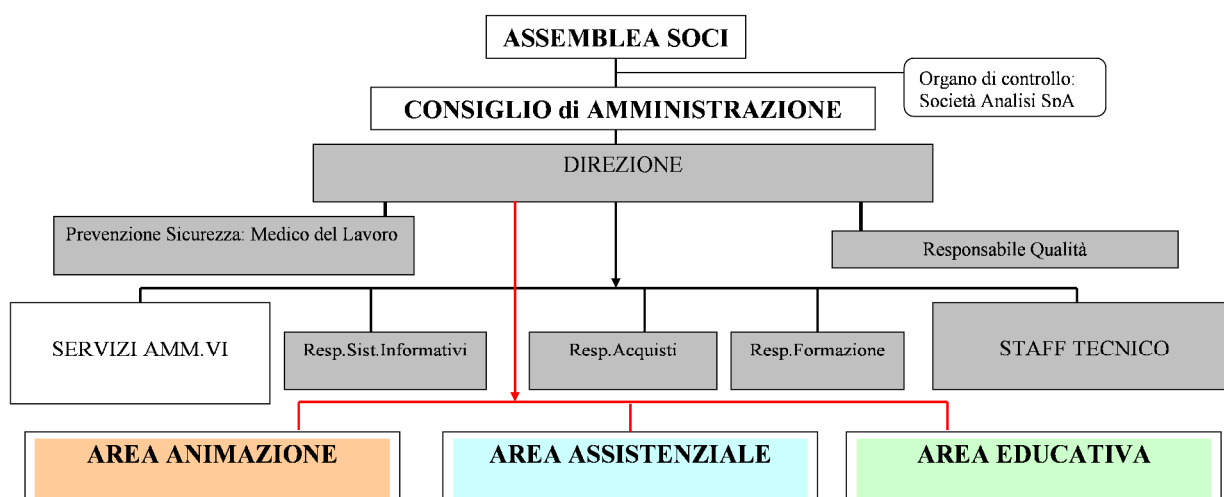 ASSEMBLEA SOCI
Organo di controllo:
Società Analisi SpA
CONSIGLIO di AMMINISTRAZIONE
DIREZIONE
Prevenzione Sicurezza: Medico del Lavoro
Responsabile Qualità
SERVIZI AMM.VI
Resp.Sist.Informativi
Resp.Acquisti
Resp.Formazione
STAFF TECNICO
AREA ANIMAZIONE
AREA ASSISTENZIALE
AREA EDUCATIVA